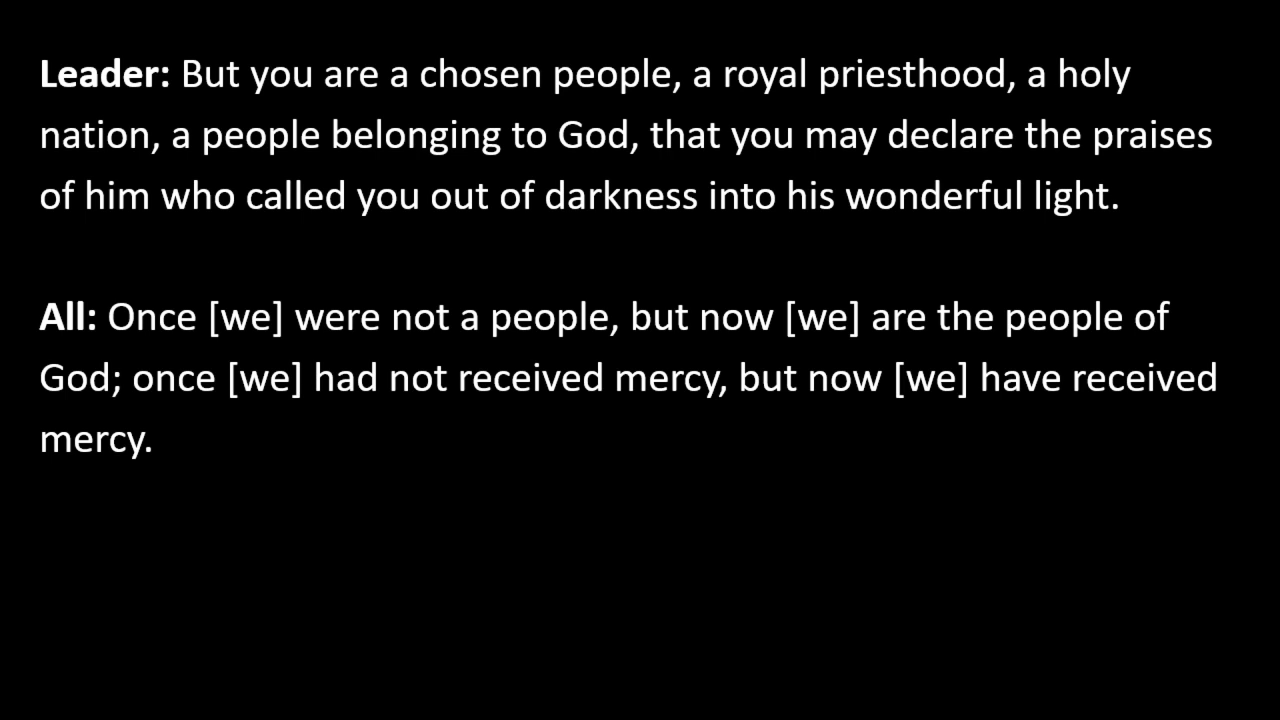 Leader: But you are a chosen people, a royal priesthood, a holy
nation, a people belonging to God, that you may declare the praises
of him who called you out of darkness into his wonderful light.
All: Once [we] were not a people, but now [we] are the people of
God; once [we] had not received mercy, but now [we] have received
mercy.